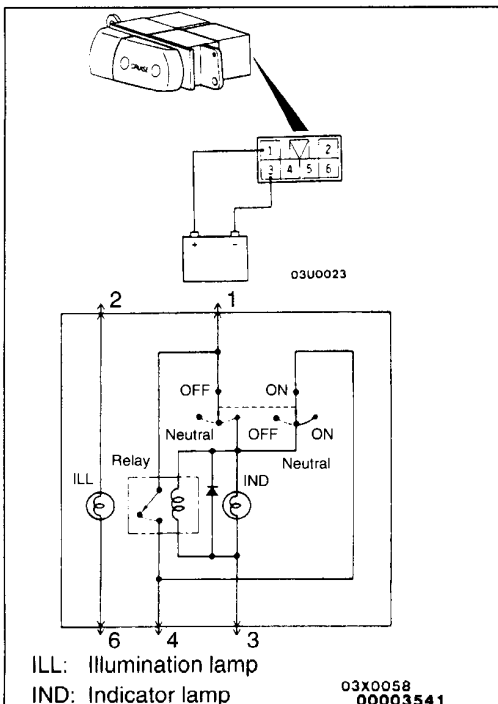 CRUISE
1 2
3 4 5 6
+ -
03U0023
2 1
OFF ON
Neutral OFF ON
Relay Neutral
ILL IND
6 4 3
ILL: Illumination lamp
IND: Indicator lamp
03X0058
00003541